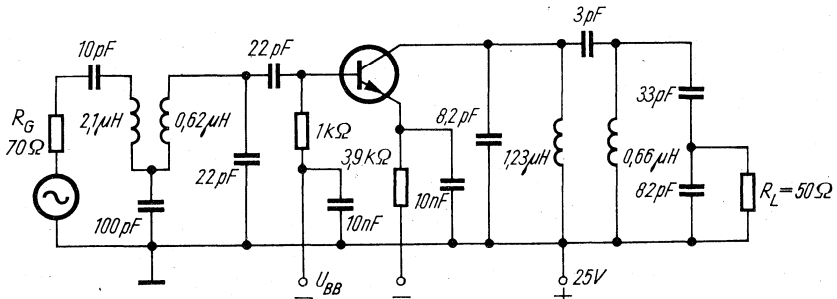 10pF
R_G
70Ω
2,1μH
0,62μH
100pF
22pF
22pF
1kΩ
10nF
U_BB
–
3,9kΩ
10nF
–
8,2pF
1,23μH
25V
+
3pF
0,66μH
33pF
82pF
R_L=50Ω